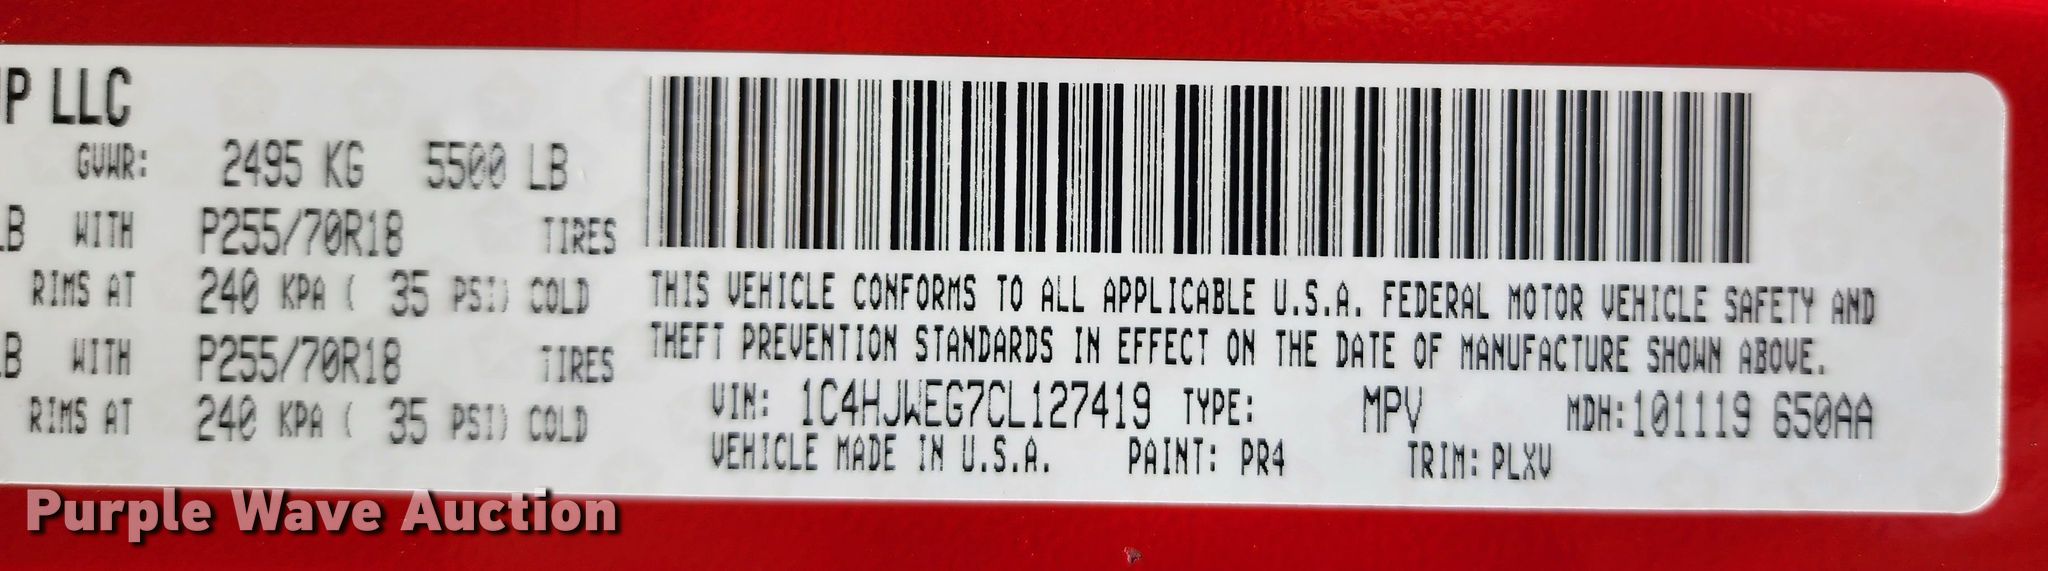 P LLC
GVWR: 2495 KG 5500 LB
LB WITH P255/70R18 TIRES
RIMS AT 240 KPA ( 35 PSI) COLD
B WITH P255/70R18 TIRES
RIMS AT 240 KPA ( 35 PSI) COLD
THIS VEHICLE CONFORMS TO ALL APPLICABLE U.S.A. FEDERAL MOTOR VEHICLE SAFETY AND
THEFT PREVENTION STANDARDS IN EFFECT ON THE DATE OF MANUFACTURE SHOWN ABOVE.
VIN: 1C4HJWEG7CL127419 TYPE: MPV MDH:101119 650AA
VEHICLE MADE IN U.S.A. PAINT: PR4 TRIM: PLXV
Purple Wave Auction